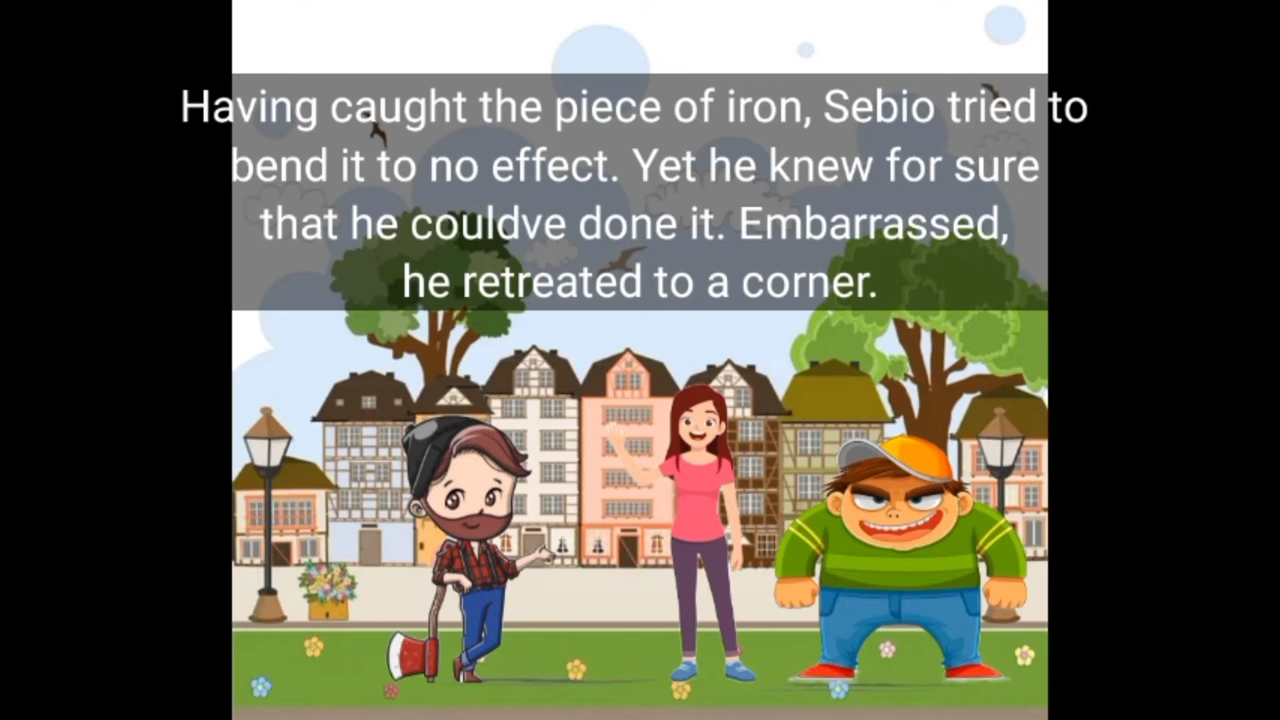 Having caught the piece of iron, Sebio tried to
bend it to no effect. Yet he knew for sure
that he couldve done it. Embarrassed,
he retreated to a corner.